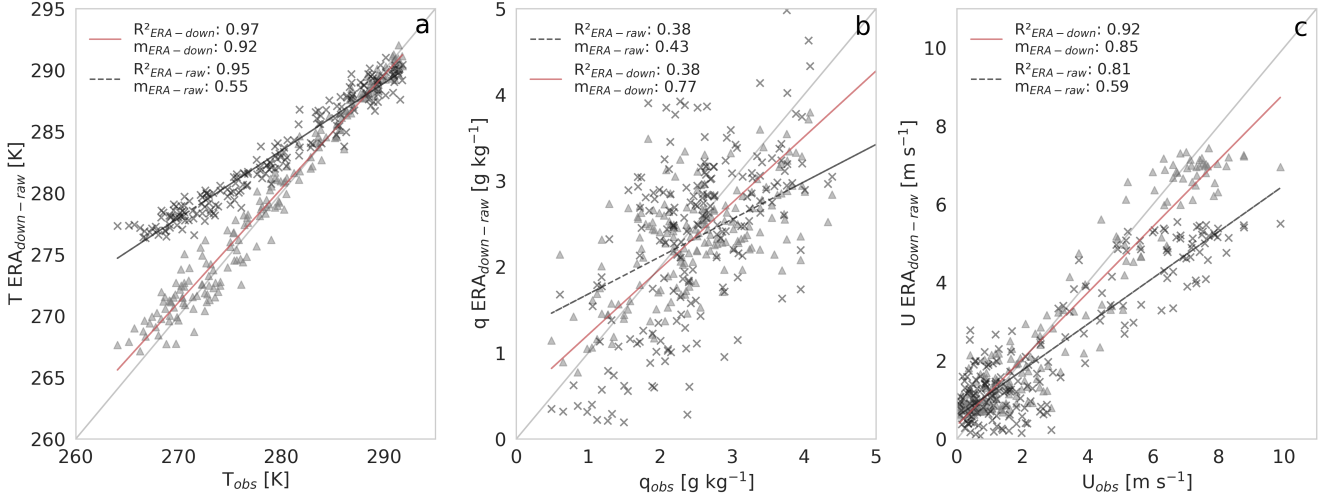 a
R²ERA−down: 0.97
mERA−down: 0.92
R²ERA−raw: 0.95
mERA−raw: 0.55
295
290
285
280
275
270
265
260
T ERAdown−raw [K]
260 270 280 290
Tobs [K]
b
R²ERA−raw: 0.38
mERA−raw: 0.43
R²ERA−down: 0.38
mERA−down: 0.77
5
4
3
2
1
0
q ERAdown−raw [g kg⁻¹]
0 1 2 3 4 5
qobs [g kg⁻¹]
c
R²ERA−down: 0.92
mERA−down: 0.85
R²ERA−raw: 0.81
mERA−raw: 0.59
10
8
6
4
2
0
U ERAdown−raw [m s⁻¹]
0 2 4 6 8 10
Uobs [m s⁻¹]